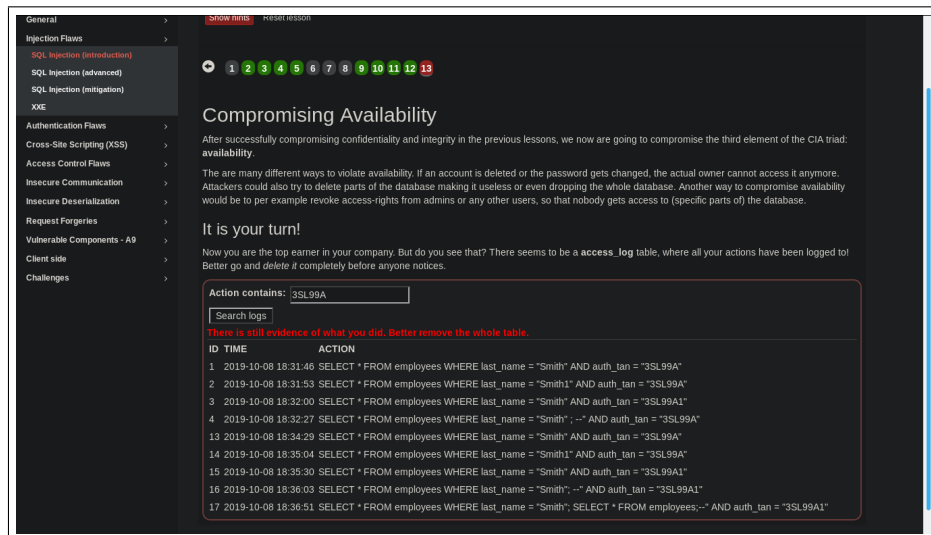 General
Injection Flaws
SQL Injection (introduction)
SQL Injection (advanced)
SQL Injection (mitigation)
XXE
Authentication Flaws
Cross-Site Scripting (XSS)
Access Control Flaws
Insecure Communication
Insecure Deserialization
Request Forgeries
Vulnerable Components - A9
Client side
Challenges
Show hints Reset lesson
1 2 3 4 5 6 7 8 9 10 11 12 13
Compromising Availability
After successfully compromising confidentiality and integrity in the previous lessons, we now are going to compromise the third element of the CIA triad:
availability.
The are many different ways to violate availability. If an account is deleted or the password gets changed, the actual owner cannot access it anymore.
Attackers could also try to delete parts of the database making it useless or even dropping the whole database. Another way to compromise availability
would be to per example revoke access-rights from admins or any other users, so that nobody gets access to (specific parts of) the database.
It is your turn!
Now you are the top earner in your company. But do you see that? There seems to be a access_log table, where all your actions have been logged to!
Better go and delete it completely before anyone notices.
Action contains: 3SL99A
Search logs
There is still evidence of what you did. Better remove the whole table.
ID TIME ACTION
1 2019-10-08 18:31:46 SELECT * FROM employees WHERE last_name = "Smith" AND auth_tan = "3SL99A"
2 2019-10-08 18:31:53 SELECT * FROM employees WHERE last_name = "Smith1" AND auth_tan = "3SL99A"
3 2019-10-08 18:32:00 SELECT * FROM employees WHERE last_name = "Smith" AND auth_tan = "3SL99A1"
4 2019-10-08 18:32:27 SELECT * FROM employees WHERE last_name = "Smith" ; --" AND auth_tan = "3SL99A"
13 2019-10-08 18:34:29 SELECT * FROM employees WHERE last_name = "Smith" AND auth_tan = "3SL99A"
14 2019-10-08 18:35:04 SELECT * FROM employees WHERE last_name = "Smith1" AND auth_tan = "3SL99A"
15 2019-10-08 18:35:30 SELECT * FROM employees WHERE last_name = "Smith" AND auth_tan = "3SL99A1"
16 2019-10-08 18:36:03 SELECT * FROM employees WHERE last_name = "Smith"; --" AND auth_tan = "3SL99A1"
17 2019-10-08 18:36:51 SELECT * FROM employees WHERE last_name = "Smith"; SELECT * FROM employees;--" AND auth_tan = "3SL99A1"